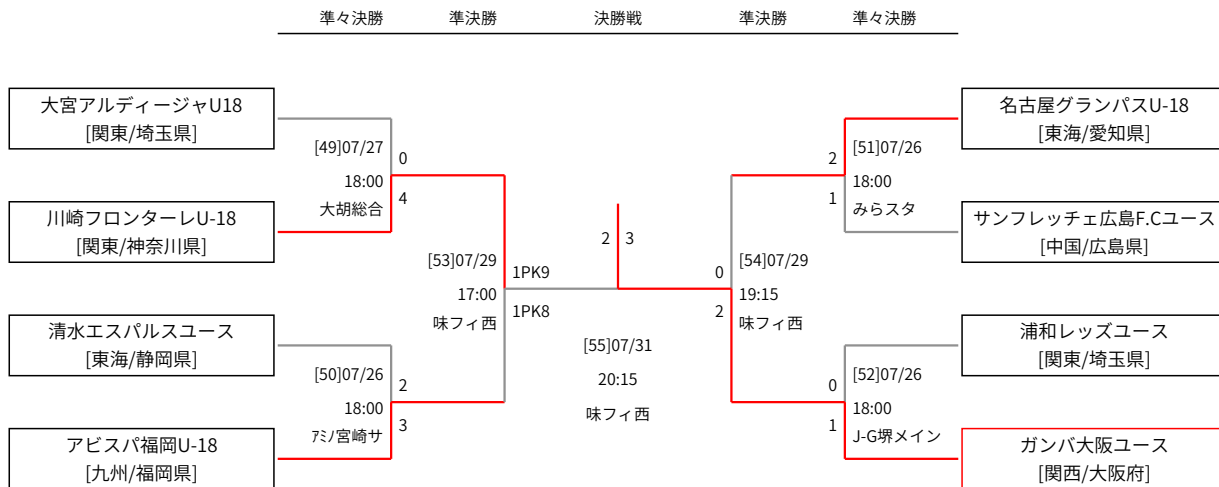 準々決勝 準決勝 決勝戦 準決勝 準々決勝
大宮アルディージャU18
[関東/埼玉県]
[49]07/27
0
18:00
4
大胡総合
川崎フロンターレU-18
[関東/神奈川県]
[53]07/29
1PK9
17:00
1PK8
味フィ西
清水エスパルスユース
[東海/静岡県]
[50]07/26
2
18:00
3
アミノ宮崎サ
アビスパ福岡U-18
[九州/福岡県]
2 3
[55]07/31
20:15
味フィ西
名古屋グランパスU-18
[東海/愛知県]
[51]07/26
2
18:00
1
みらスタ
サンフレッチェ広島F.Cユース
[中国/広島県]
[54]07/29
0
19:15
2
味フィ西
浦和レッズユース
[関東/埼玉県]
[52]07/26
0
18:00
1
J-G堺メイン
ガンバ大阪ユース
[関西/大阪府]